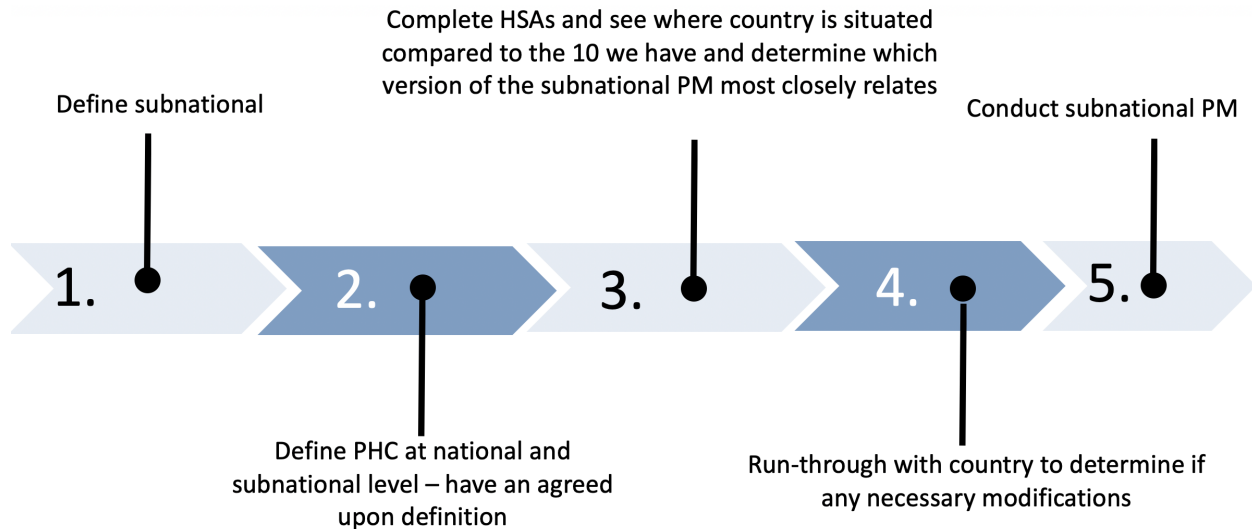 Complete HSAs and see where country is situated
compared to the 10 we have and determine which
version of the subnational PM most closely relates
Define subnational
Conduct subnational PM
1.
2.
3.
4.
5.
Define PHC at national and
subnational level – have an agreed
upon definition
Run-through with country to determine if
any necessary modifications